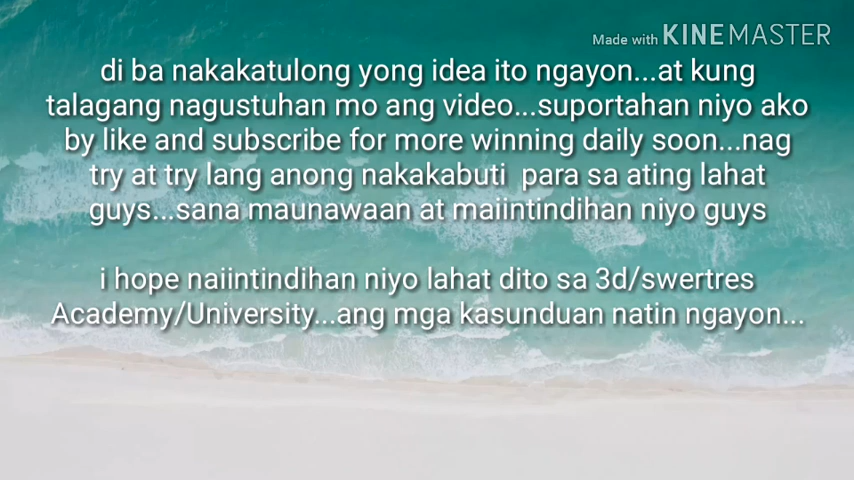 Made with KINEMASTER
di ba nakakatulong yong idea ito ngayon...at kung
talagang nagustuhan mo ang video...suportahan niyo ako
by like and subscribe for more winning daily soon...nag
try at try lang anong nakakabuti para sa ating lahat
guys...sana maunawaan at maiintindihan niyo guys
i hope naiintindihan niyo lahat dito sa 3d/swertres
Academy/University...ang mga kasunduan natin ngayon...